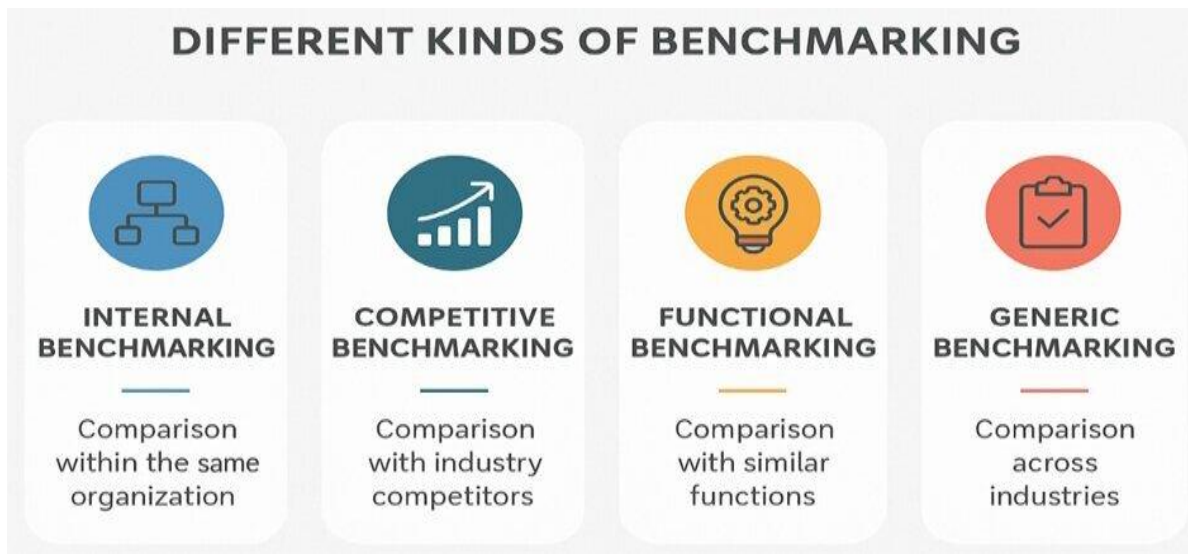 DIFFERENT KINDS OF BENCHMARKING
INTERNAL
BENCHMARKING
Comparison
within the same
organization
COMPETITIVE
BENCHMARKING
Comparison
with industry
competitors
FUNCTIONAL
BENCHMARKING
Comparison
with similar
functions
GENERIC
BENCHMARKING
Comparison
across
industries